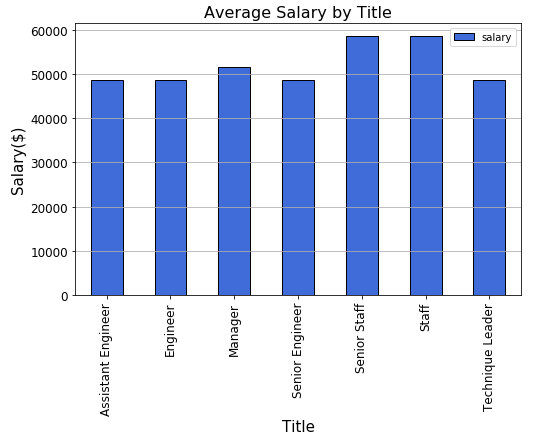 Average Salary by Title
salary
60000
50000
40000
30000
20000
10000
0
Salary($)
Assistant Engineer
Engineer
Manager
Senior Engineer
Senior Staff
Staff
Technique Leader
Title